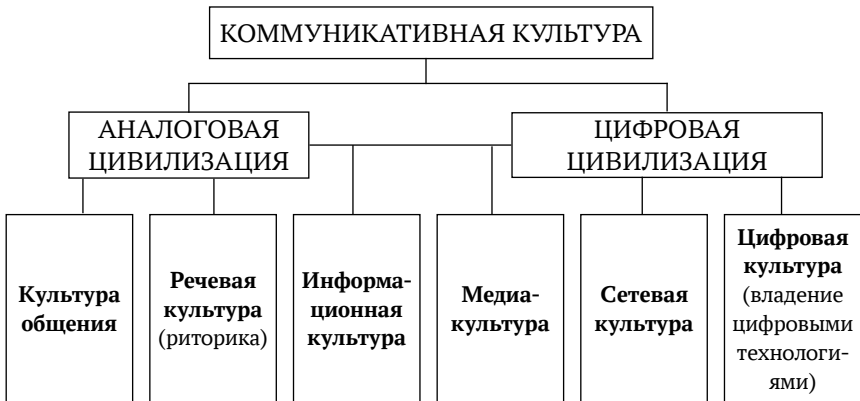 КОММУНИКАТИВНАЯ КУЛЬТУРА
АНАЛОГОВАЯ
ЦИВИЛИЗАЦИЯ
ЦИФРОВАЯ
ЦИВИЛИЗАЦИЯ
Культура
общения
Речевая
культура
(риторика)
Информа-
ционная
культура
Медиа-
культура
Сетевая
культура
Цифровая
культура
(владение
цифровыми
технологи-
ями)